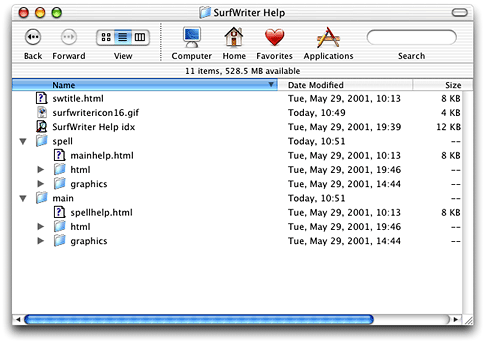 SurfWriter Help
Back Forward View Computer Home Favorites Applications Search
11 items, 528.5 MB available
Name Date Modified Size
swtitle.html Tue, May 29, 2001, 10:13 8 KB
surfwritericon16.gif Today, 10:49 4 KB
SurfWriter Help idx Tue, May 29, 2001, 19:39 12 KB
spell Today, 10:51 --
mainhelp.html Tue, May 29, 2001, 10:13 8 KB
html Tue, May 29, 2001, 19:46 --
graphics Tue, May 29, 2001, 14:44 --
main Today, 10:51 --
spellhelp.html Tue, May 29, 2001, 10:13 8 KB
html Tue, May 29, 2001, 19:46 --
graphics Tue, May 29, 2001, 14:44 --